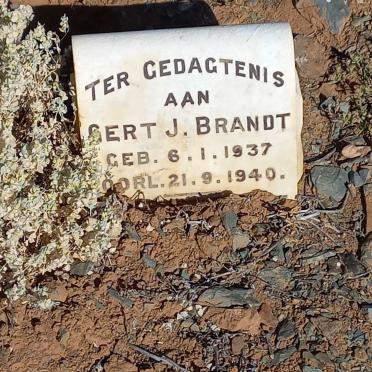 TER GEDAGTENIS
AAN
GERT J. BRANDT
GEB. 6.1.1937
OORL. 21.9.1940.